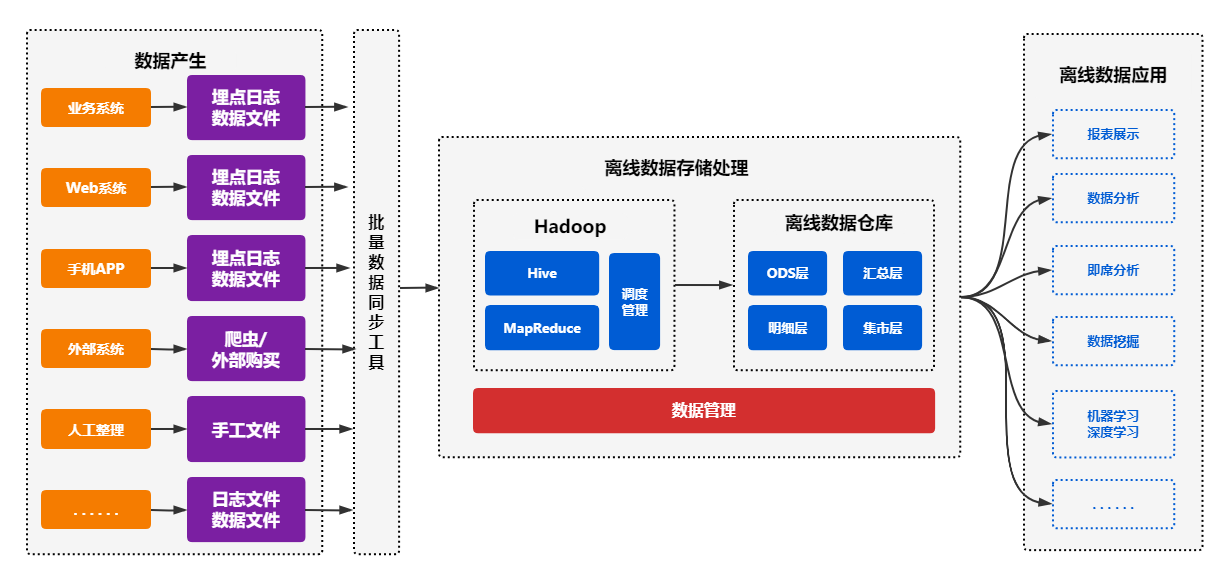 数据产生
业务系统
埋点日志
数据文件
Web系统
埋点日志
数据文件
手机APP
埋点日志
数据文件
外部系统
爬虫/
外部购买
人工整理
手工文件
......
日志文件
数据文件
批
量
数
据
同
步
工
具
离线数据存储处理
Hadoop
Hive
MapReduce
调度
管理
离线数据仓库
ODS层
汇总层
明细层
集市层
数据管理
离线数据应用
报表展示
数据分析
即席分析
数据挖掘
机器学习
深度学习
......